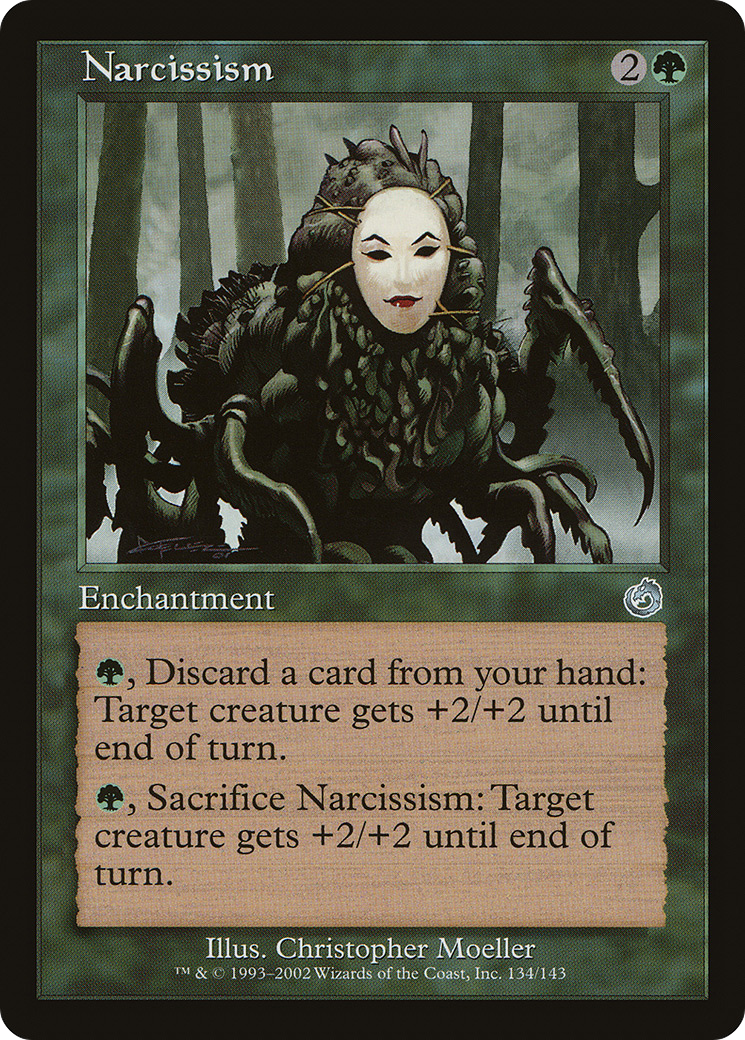 Narcissism 2
Enchantment
, Discard a card from your hand:
Target creature gets +2/+2 until
end of turn.
, Sacrifice Narcissism: Target
creature gets +2/+2 until end of
turn.
Illus. Christopher Moeller
™ & © 1993–2002 Wizards of the Coast, Inc. 134/143